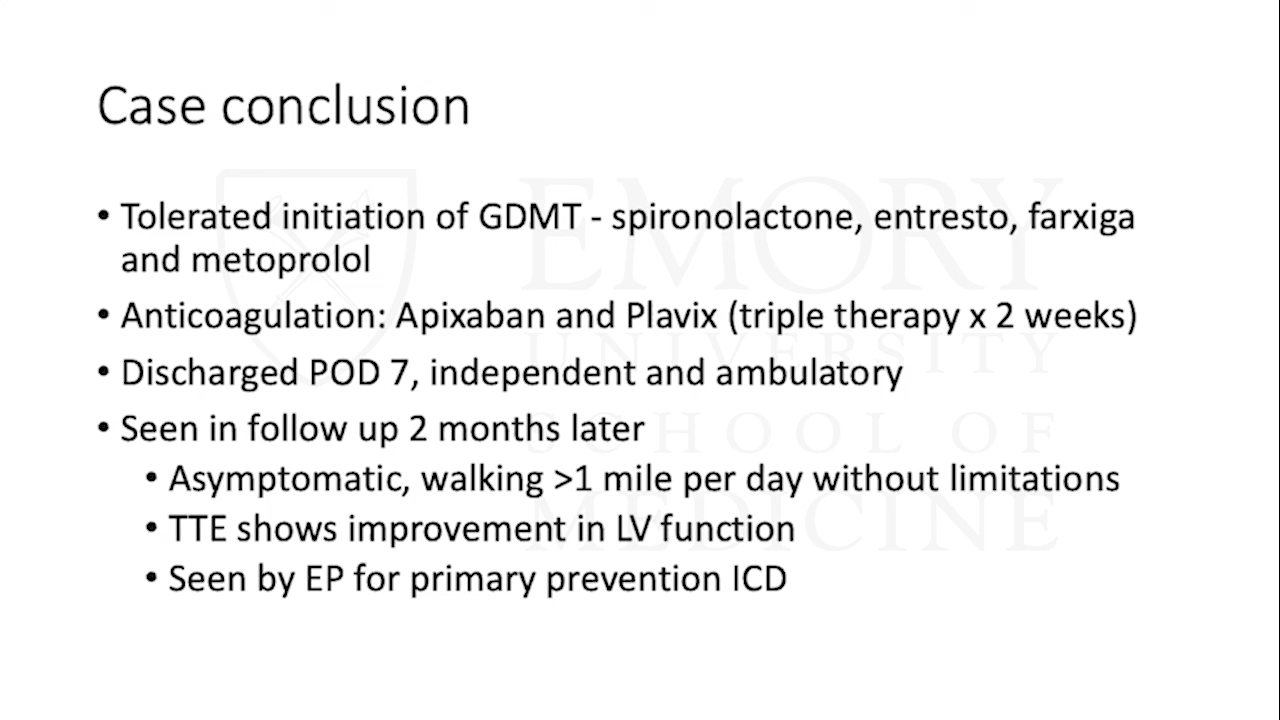 Case conclusion
• Tolerated initiation of GDMT - spironolactone, entresto, farxiga
and metoprolol
• Anticoagulation: Apixaban and Plavix (triple therapy x 2 weeks)
• Discharged POD 7, independent and ambulatory
• Seen in follow up 2 months later
• Asymptomatic, walking >1 mile per day without limitations
• TTE shows improvement in LV function
• Seen by EP for primary prevention ICD
EMORY
UNIVERSITY
SCHOOL OF
MEDICINE